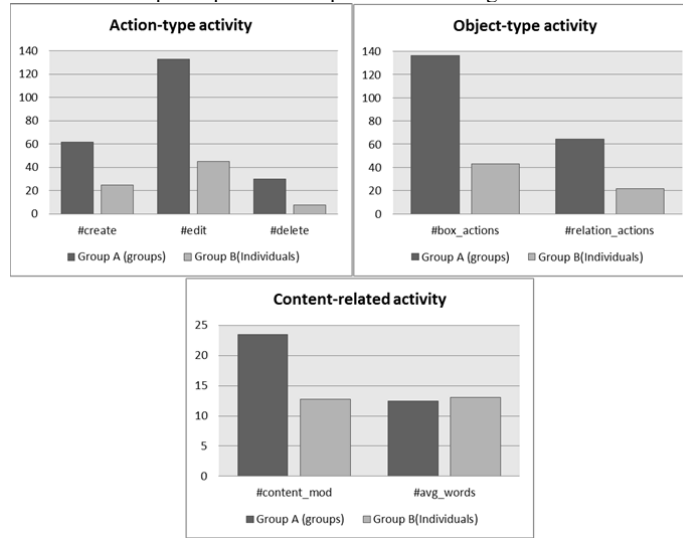 Action-type activity
140
120
100
80
60
40
20
0
#create #edit #delete
Group A (groups) Group B(Individuals)
Object-type activity
140
120
100
80
60
40
20
0
#box_actions #relation_actions
Group A (groups) Group B(Individuals)
Content-related activity
25
20
15
10
5
0
#content_mod #avg_words
Group A (groups) Group B(Individuals)